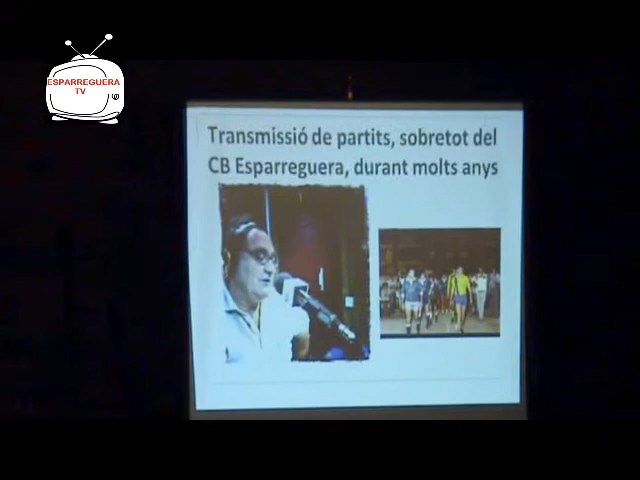 ESPARREGUERA
TV
Transmissió de partits, sobretot del
CB Esparreguera, durant molts anys